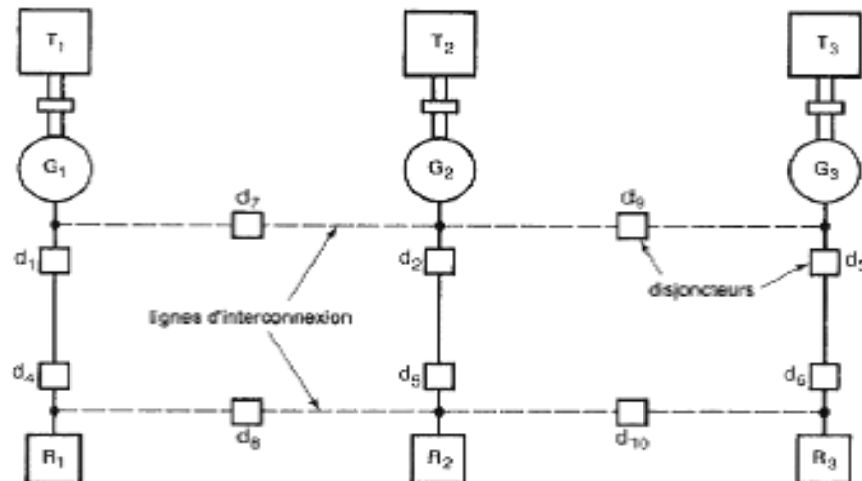 T1 T2 T3
G1 G2 G3
d7 d9
d1 d2 d3
lignes d'interconnexion disjoncteurs
d4 d5 d6
d8 d10
R1 R2 R3